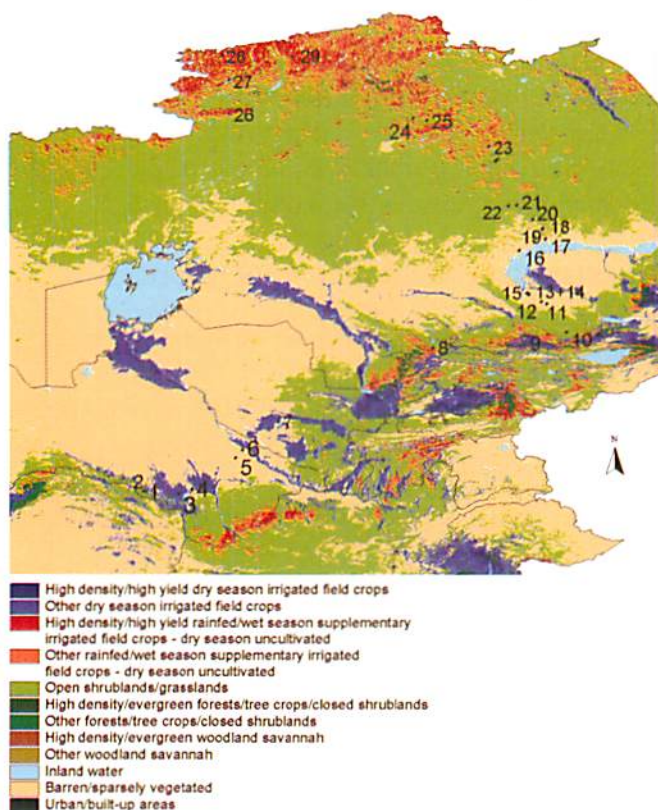 28
29
27
26
24
25
23
22
21
20
18
19
17
16
15
13
14
12
11
10
9
8
7
6
5
2
1
4
3
N
High density/high yield dry season irrigated field crops
Other dry season irrigated field crops
High density/high yield rainfed/wet season supplementary
irrigated field crops - dry season uncultivated
Other rainfed/wet season supplementary irrigated
field crops - dry season uncultivated
Open shrublands/grasslands
High density/evergreen forests/tree crops/closed shrublands
Other forests/tree crops/closed shrublands
High density/evergreen woodland savannah
Other woodland savannah
Inland water
Barren/sparsely vegetated
Urban/built-up areas